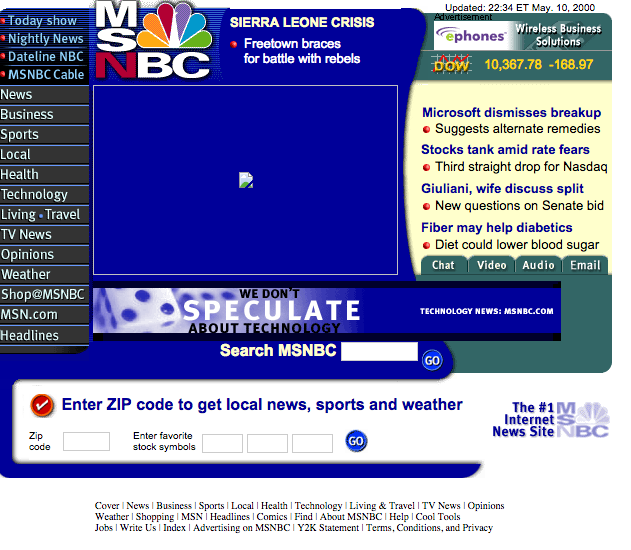 Updated: 22:34 ET May. 10, 2000
Today show
Nightly News
Dateline NBC
MSNBC Cable
News
Business
Sports
Local
Health
Technology
Living • Travel
TV News
Opinions
Weather
Shop@MSNBC
MSN.com
Headlines
MSNBC
SIERRA LEONE CRISIS
Freetown braces
for battle with rebels
Advertisement
ephones
Wireless Business
Solutions
DOW 10,367.78 -168.97
Microsoft dismisses breakup
Suggests alternate remedies
Stocks tank amid rate fears
Third straight drop for Nasdaq
Giuliani, wife discuss split
New questions on Senate bid
Fiber may help diabetics
Diet could lower blood sugar
Chat Video Audio Email
WE DON'T
SPECULATE
ABOUT TECHNOLOGY
TECHNOLOGY NEWS: MSNBC.COM
Search MSNBC GO
Enter ZIP code to get local news, sports and weather
Zip
code
Enter favorite
stock symbols
GO
The #1
Internet
News Site
MSNBC
Cover | News | Business | Sports | Local | Health | Technology | Living & Travel | TV News | Opinions
Weather | Shopping | MSN | Headlines | Comics | Find | About MSNBC | Help | Cool Tools
Jobs | Write Us | Index | Advertising on MSNBC | Y2K Statement | Terms, Conditions, and Privacy